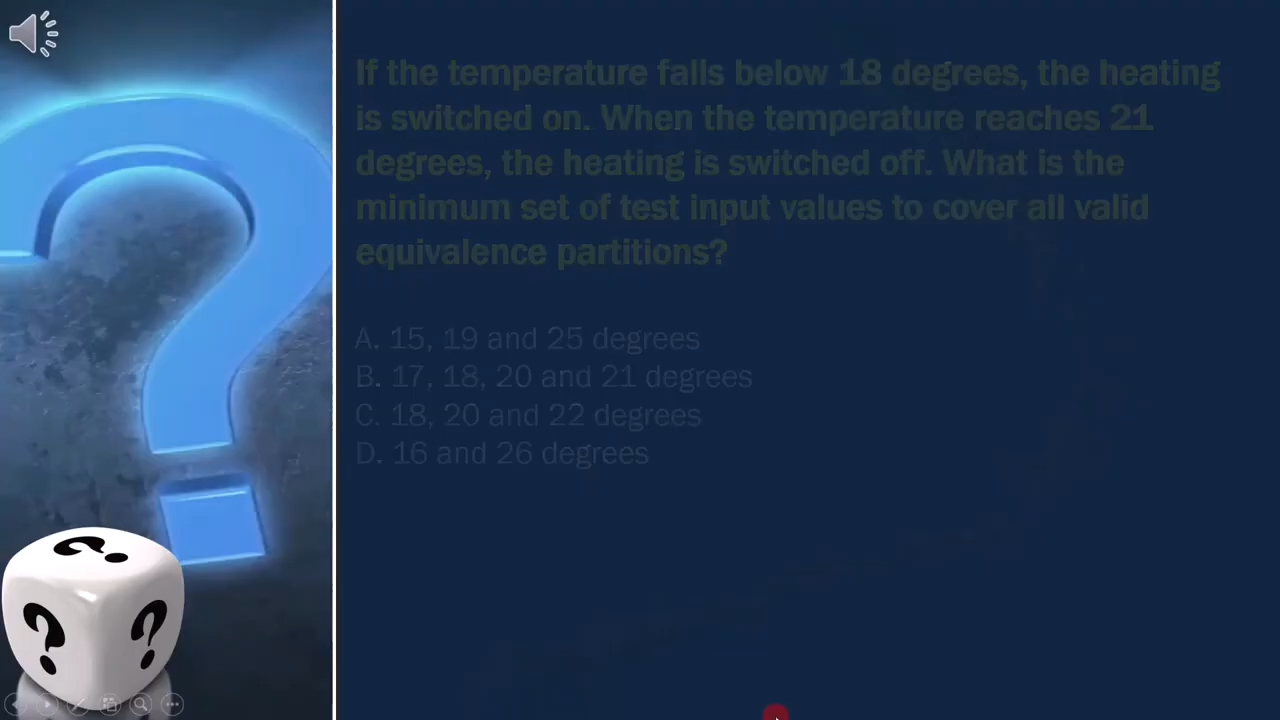 If the temperature falls below 18 degrees, the heating
is switched on. When the temperature reaches 21
degrees, the heating is switched off. What is the
minimum set of test input values to cover all valid
equivalence partitions?
A. 15, 19 and 25 degrees
B. 17, 18, 20 and 21 degrees
C. 18, 20 and 22 degrees
D. 16 and 26 degrees